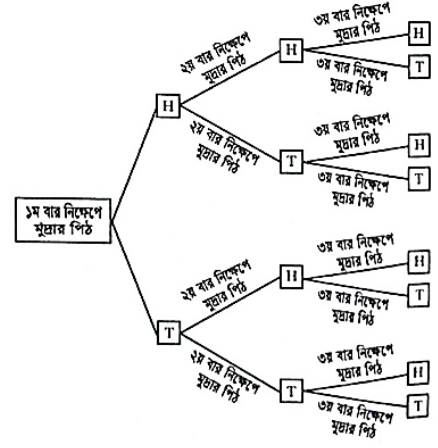 ৩য় বার নিক্ষেপে
মুদ্রার পিঠ
H
২য় বার নিক্ষেপে
মুদ্রার পিঠ
H
৩য় বার নিক্ষেপে
মুদ্রার পিঠ
T
H
২য় বার নিক্ষেপে
মুদ্রার পিঠ
৩য় বার নিক্ষেপে
মুদ্রার পিঠ
H
T
৩য় বার নিক্ষেপে
মুদ্রার পিঠ
T
১ম বার নিক্ষেপে
মুদ্রার পিঠ
৩য় বার নিক্ষেপে
মুদ্রার পিঠ
H
২য় বার নিক্ষেপে
মুদ্রার পিঠ
H
৩য় বার নিক্ষেপে
মুদ্রার পিঠ
T
T
২য় বার নিক্ষেপে
মুদ্রার পিঠ
৩য় বার নিক্ষেপে
মুদ্রার পিঠ
H
T
৩য় বার নিক্ষেপে
মুদ্রার পিঠ
T